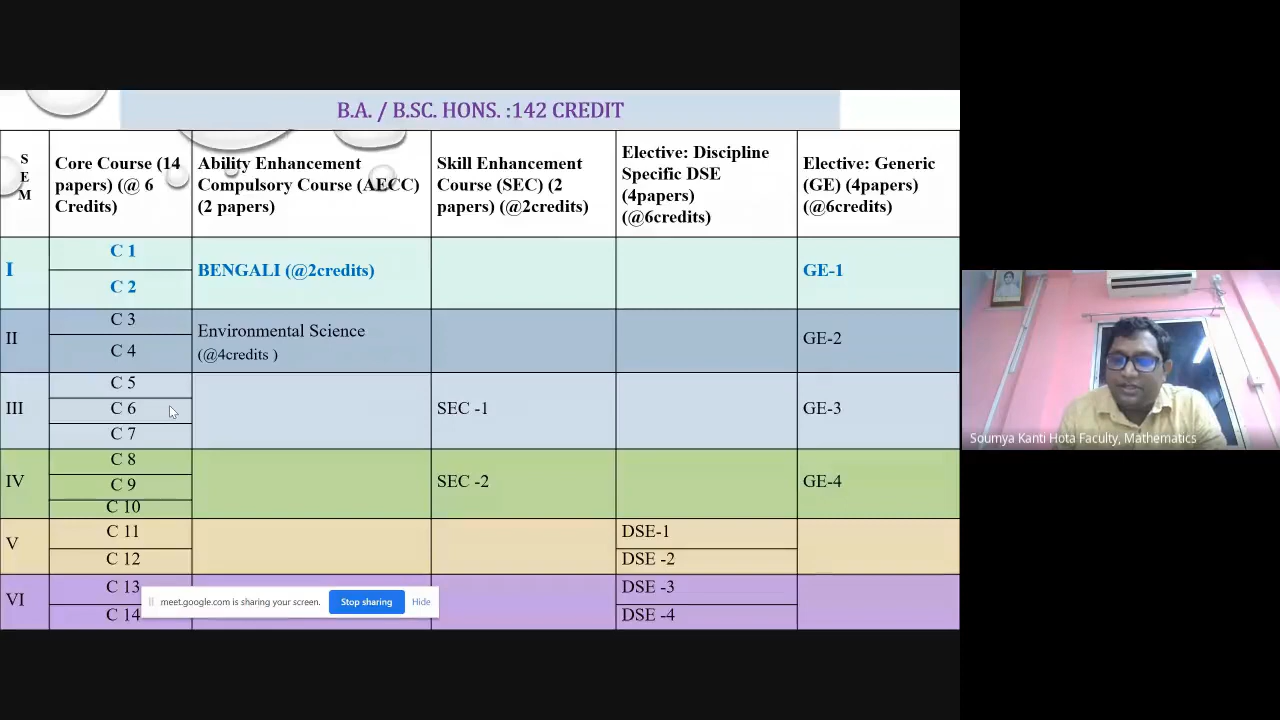 B.A. / B.SC. HONS. :142 CREDIT
S
E
M
Core Course (14
papers) (@ 6
Credits)
Ability Enhancement
Compulsory Course (AECC)
(2 papers)
Skill Enhancement
Course (SEC) (2
papers) (@2credits)
Elective: Discipline
Specific DSE
(4papers)
(@6credits)
Elective: Generic
(GE) (4papers)
(@6credits)
I
C 1
C 2
BENGALI (@2credits)
GE-1
II
C 3
C 4
Environmental Science
(@4credits )
GE-2
III
C 5
C 6
C 7
SEC -1
GE-3
IV
C 8
C 9
C 10
SEC -2
GE-4
V
C 11
C 12
DSE-1
DSE -2
VI
C 13
C 14
DSE -3
DSE -4
meet.google.com is sharing your screen.
Stop sharing
Hide
Soumya Kanti Hota Faculty, Mathematics